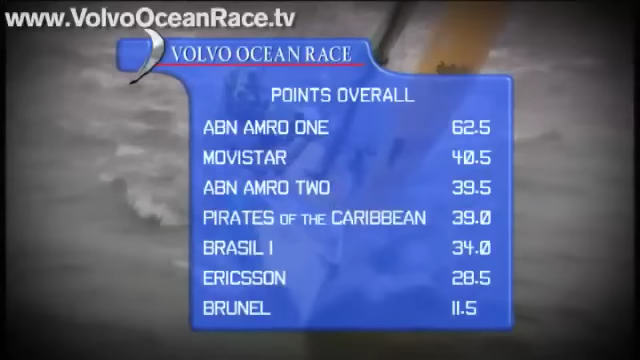 www.VolvoOceanRace.tv
VOLVO OCEAN RACE
POINTS OVERALL
ABN AMRO ONE 62.5
MOVISTAR 40.5
ABN AMRO TWO 39.5
PIRATES OF THE CARIBBEAN 39.0
BRASIL 1 34.0
ERICSSON 28.5
BRUNEL 11.5